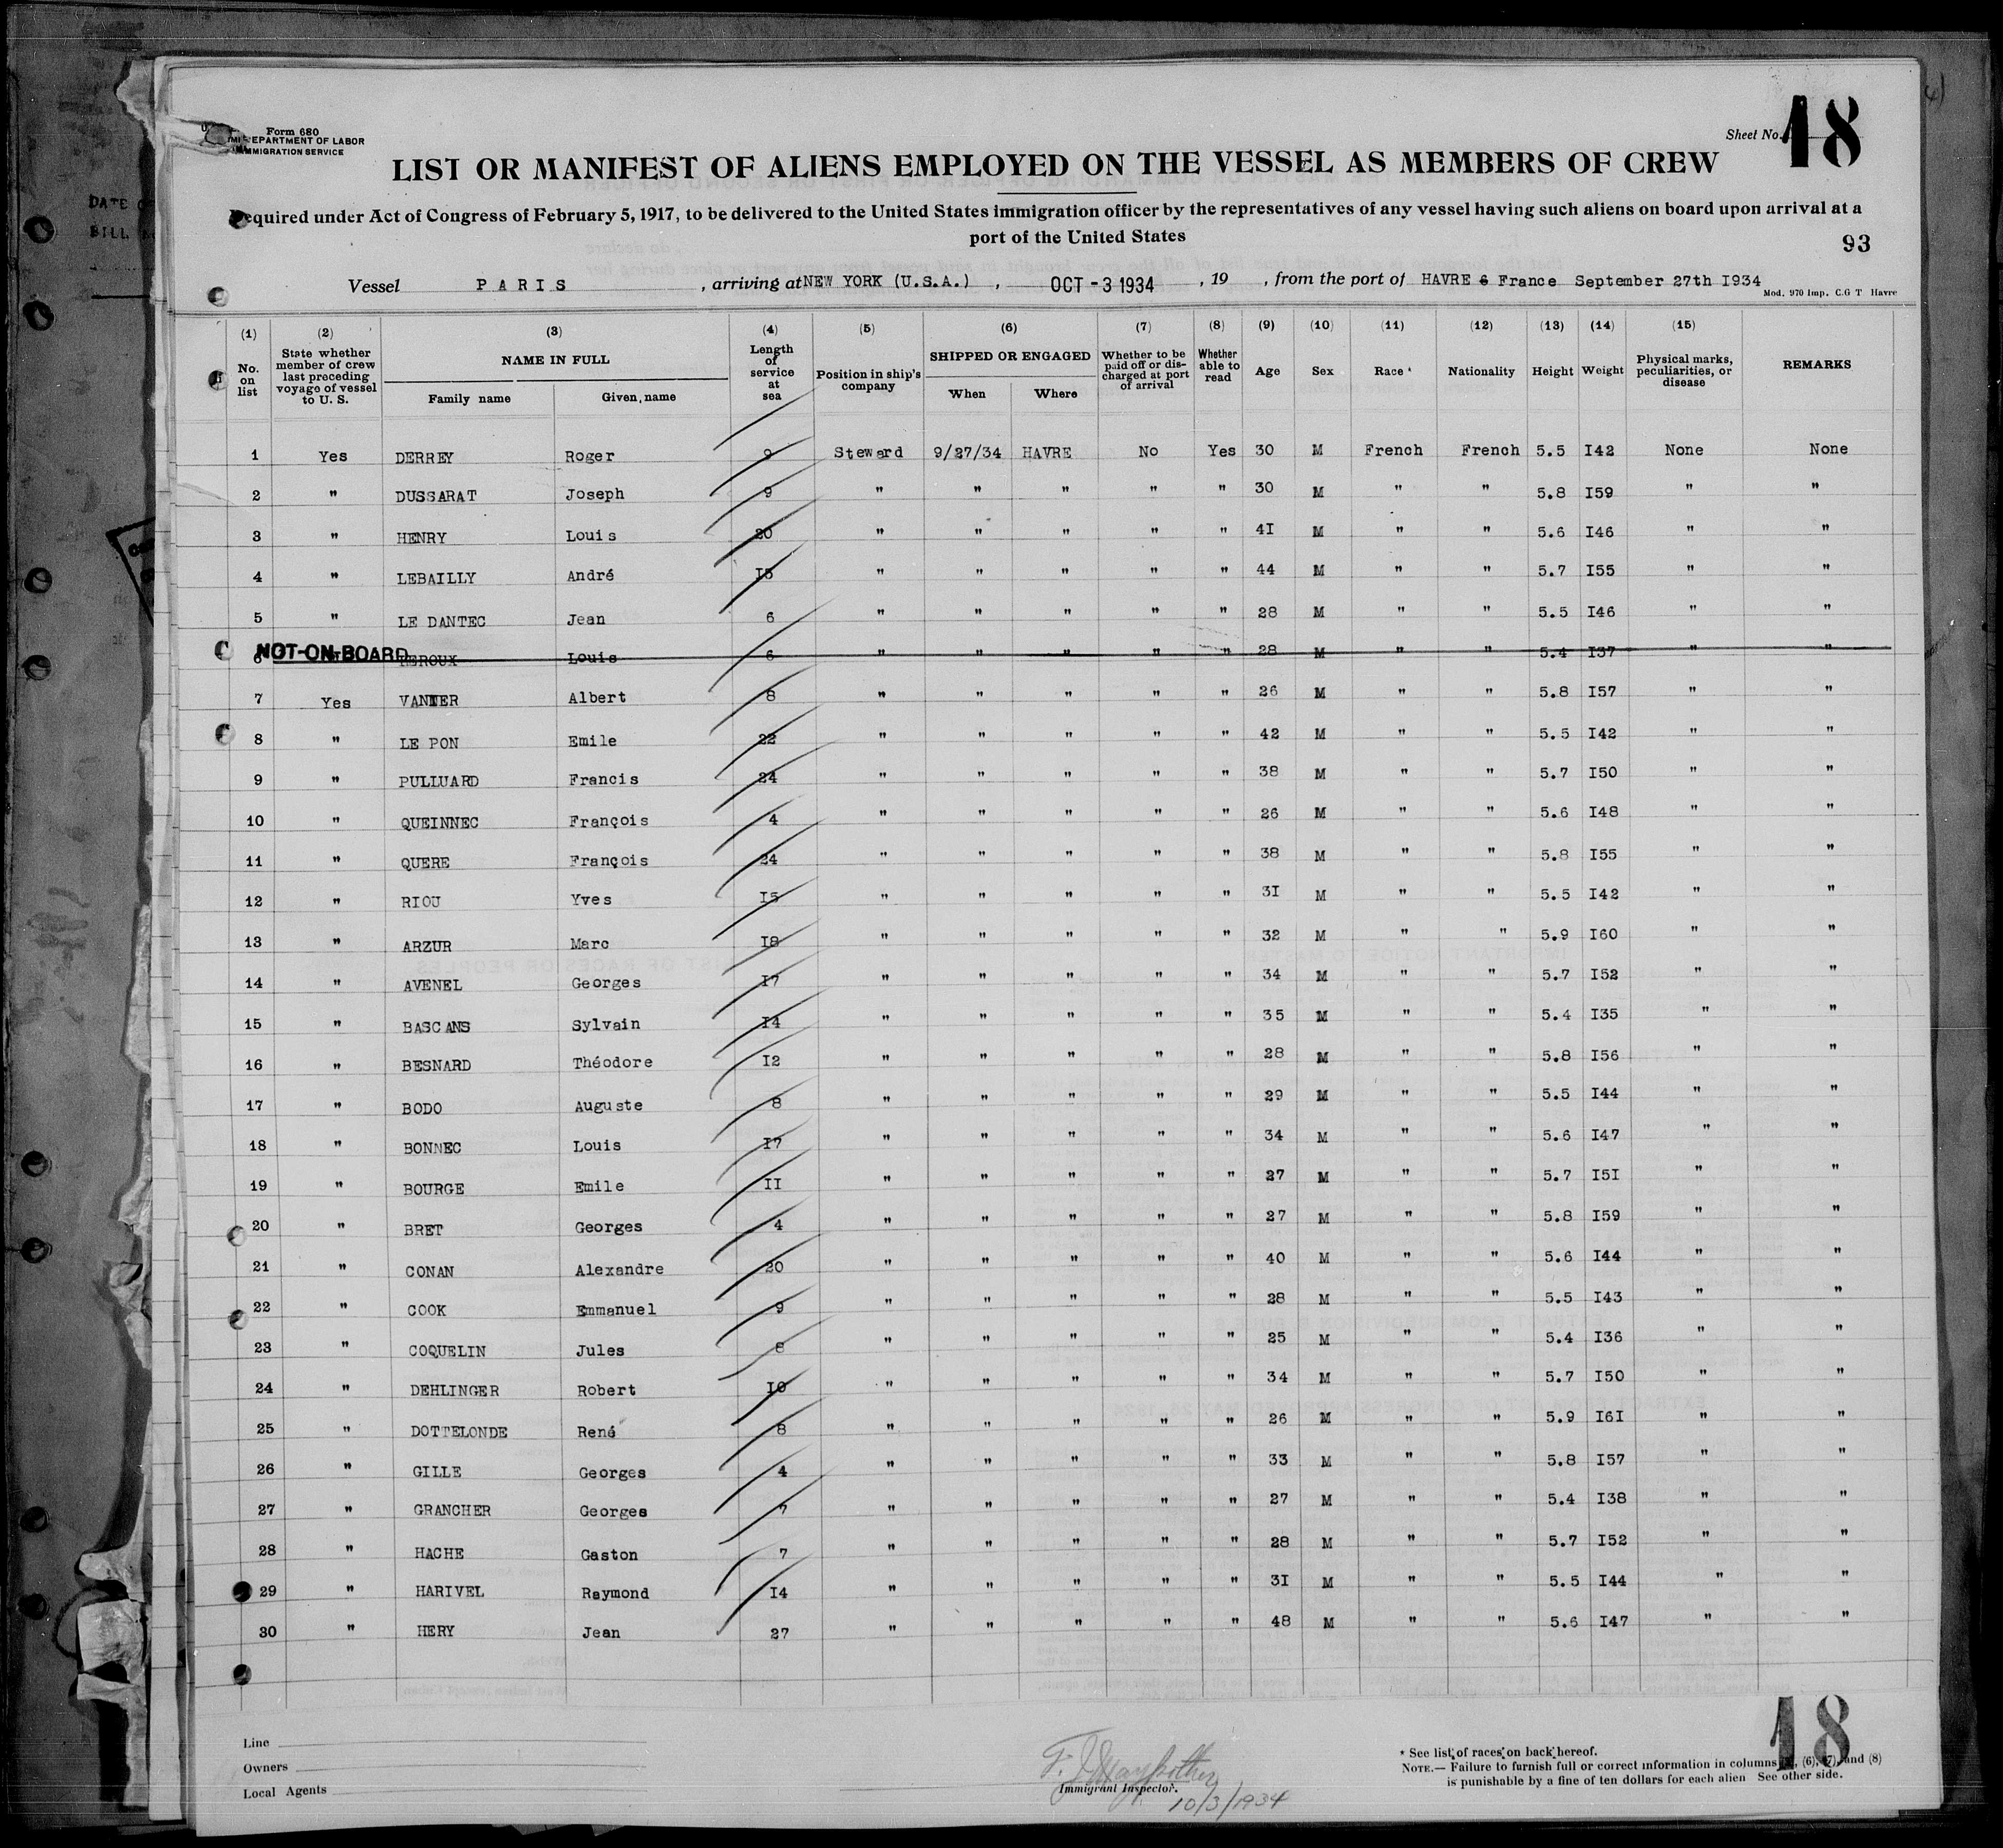 Form 680
DEPARTMENT OF LABOR
IMMIGRATION SERVICE
Sheet No. 18
LIST OR MANIFEST OF ALIENS EMPLOYED ON THE VESSEL AS MEMBERS OF CREW
equired under Act of Congress of February 5, 1917, to be delivered to the United States immigration officer by the representatives of any vessel having such aliens on board upon arrival at a
port of the United States
93
Vessel PARIS , arriving at NEW YORK (U.S.A.) , OCT -3 1934 , 19 , from the port of HAVRE France September 27th I934
Mod. 970 Imp. C.G T Havre
(1) (2) (3) (4) (5) (6) (7) (8) (9) (10) (11) (12) (13) (14) (15)
No. on list | State whether member of crew last preceding voyage of vessel to U. S. | NAME IN FULL | Length of service at sea | Position in ship's company | SHIPPED OR ENGAGED | Whether to be paid off or discharged at port of arrival | Whether able to read | Age | Sex | Race * | Nationality | Height | Weight | Physical marks, peculiarities, or disease | REMARKS
Family name | Given name | When | Where
1 Yes DERREY Roger 9 Steward 9/27/34 HAVRE No Yes 30 M French French 5.5 I42 None None
2 " DUSSARAT Joseph 9 " " " " " 30 M " " 5.8 I59 " "
3 " HENRY Louis 20 " " " " " 4I M " " 5.6 I46 " "
4 " LEBAILLY André I5 " " " " " 44 M " " 5.7 I55 " "
5 " LE DANTEC Jean 6 " " " " " 28 M " " 5.5 I46 " "
6 NOT ON BOARD Louis 6 " " " " " 28 M " " 5.4 I37 " "
7 Yes Albert 8 " " " " " 26 M " " 5.8 I57 " "
8 " LE PON Emile 22 " " " " " 42 M " " 5.5 I42 " "
9 " PULLUARD Francis 24 " " " " " 38 M " " 5.7 I50 " "
10 " QUEINNEC François 4 " " " " " 26 M " " 5.6 I48 " "
11 " QUERE François 24 " " " " " 38 M " " 5.8 I55 " "
12 " RIOU Yves I5 " " " " " 3I M " " 5.5 I42 " "
13 " ARZUR Marc I8 " " " " " 32 M " " 5.9 I60 " "
14 " AVENEL Georges I7 " " " " " 34 M " " 5.7 I52 " "
15 " BASCANS Sylvain I4 " " " " " 35 M " " 5.4 I35 " "
16 " BESNARD Théodore I2 " " " " " 28 M " " 5.8 I56 " "
17 " BODO Auguste 8 " " " " " 29 M " " 5.5 I44 " "
18 " BONNEC Louis I7 " " " " " 34 M " " 5.6 I47 " "
19 " BOURGE Emile II " " " " " 27 M " " 5.7 I5I " "
20 " BRET Georges 4 " " " " " 27 M " " 5.8 I59 " "
21 " CONAN Alexandre 20 " " " " " 40 M " " 5.6 I44 " "
22 " COOK Emmanuel 9 " " " " " 28 M " " 5.5 I43 " "
23 " COQUELIN Jules 8 " " " " " 25 M " " 5.4 I36 " "
24 " DEHLINGER Robert I0 " " " " " 34 M " " 5.7 I50 " "
25 " DOTTELONDE René 8 " " " " " 26 M " " 5.9 I6I " "
26 " GILLE Georges 4 " " " " " 33 M " " 5.8 I57 " "
27 " GRANCHER Georges 7 " " " " " 27 M " " 5.4 I38 " "
28 " HACHE Gaston 7 " " " " " 28 M " " 5.7 I52 " "
29 " HARIVEL Raymond I4 " " " " " 3I M " " 5.5 I44 " "
30 " HERY Jean 27 " " " " " 48 M " " 5.6 I47 " "
18
Line
Owners
Local Agents
Immigrant Inspector.
10/3/1934
* See list of races on back hereof.
NOTE.— Failure to furnish full or correct information in columns (6), (7), and (8)
is punishable by a fine of ten dollars for each alien See other side.